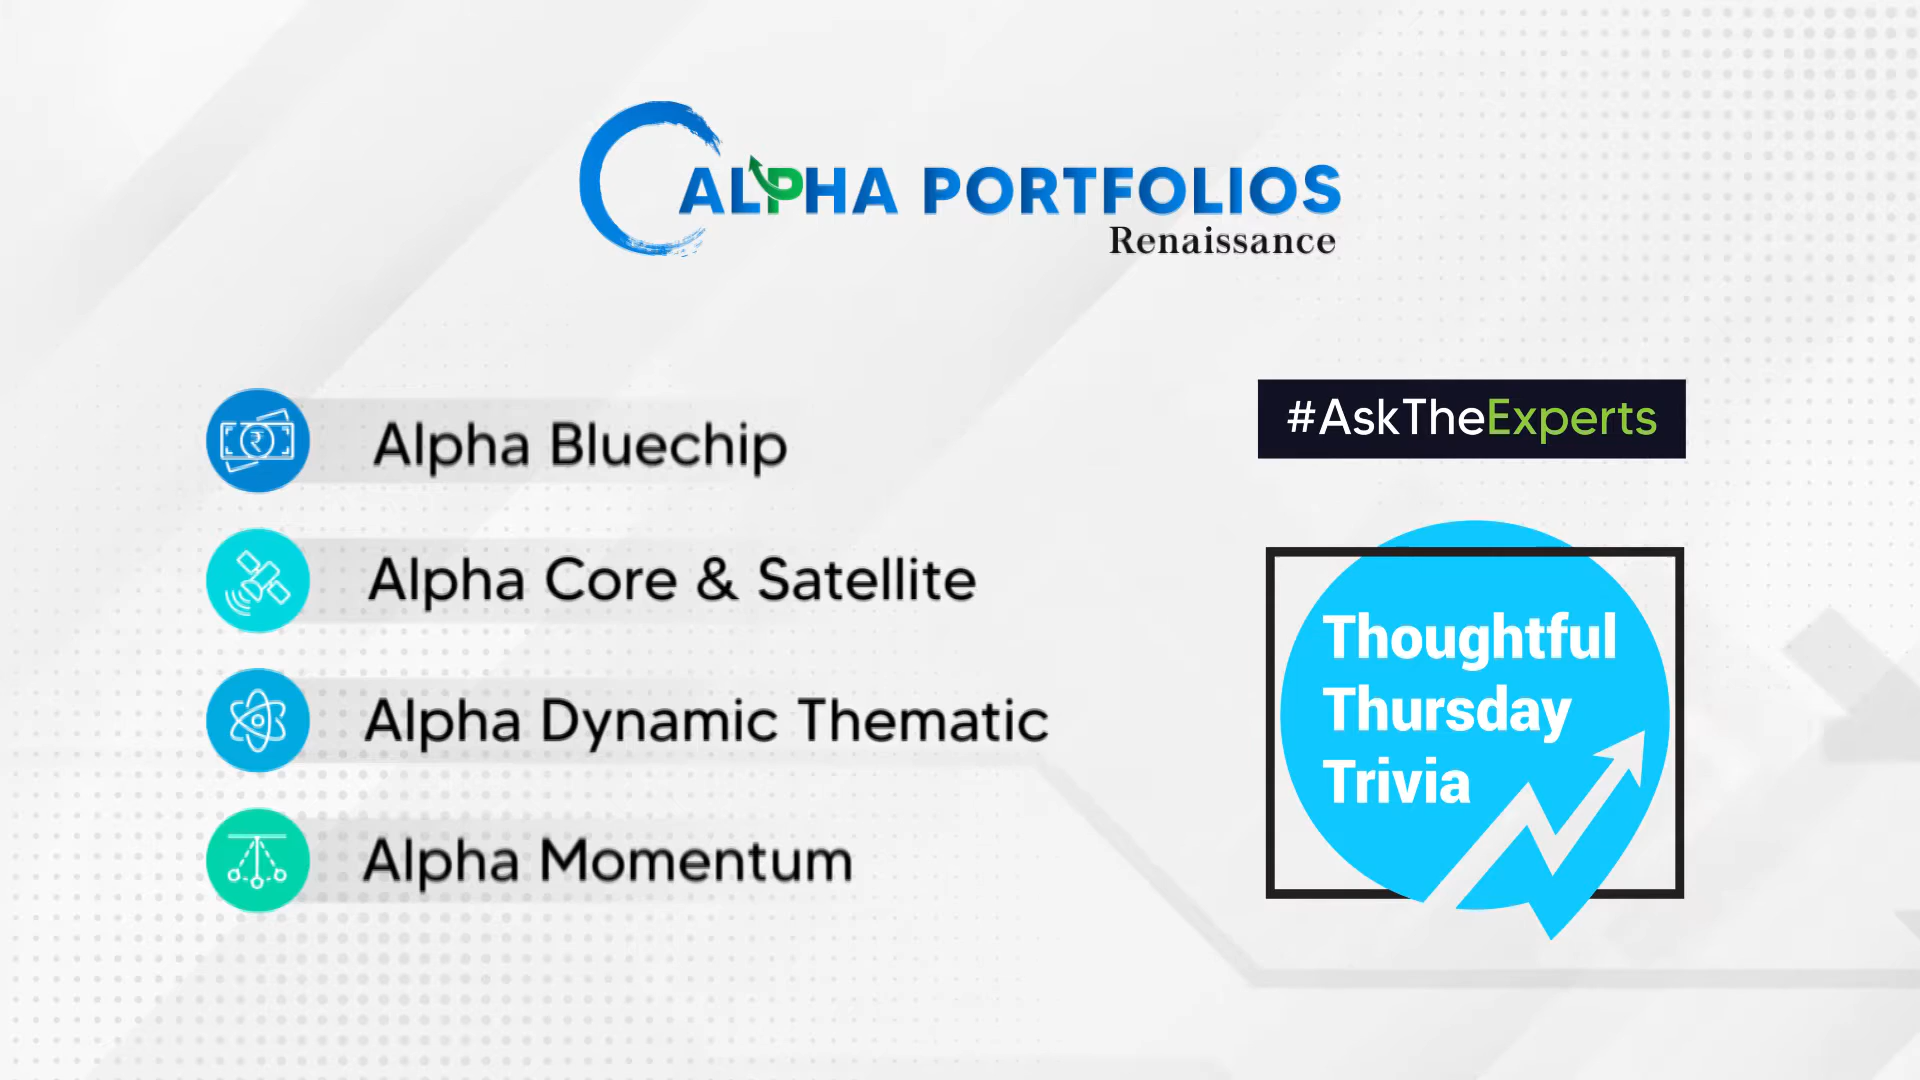 ALPHA PORTFOLIOS
Renaissance
Alpha Bluechip
Alpha Core & Satellite
Alpha Dynamic Thematic
Alpha Momentum
#AskTheExperts
Thoughtful
Thursday
Trivia